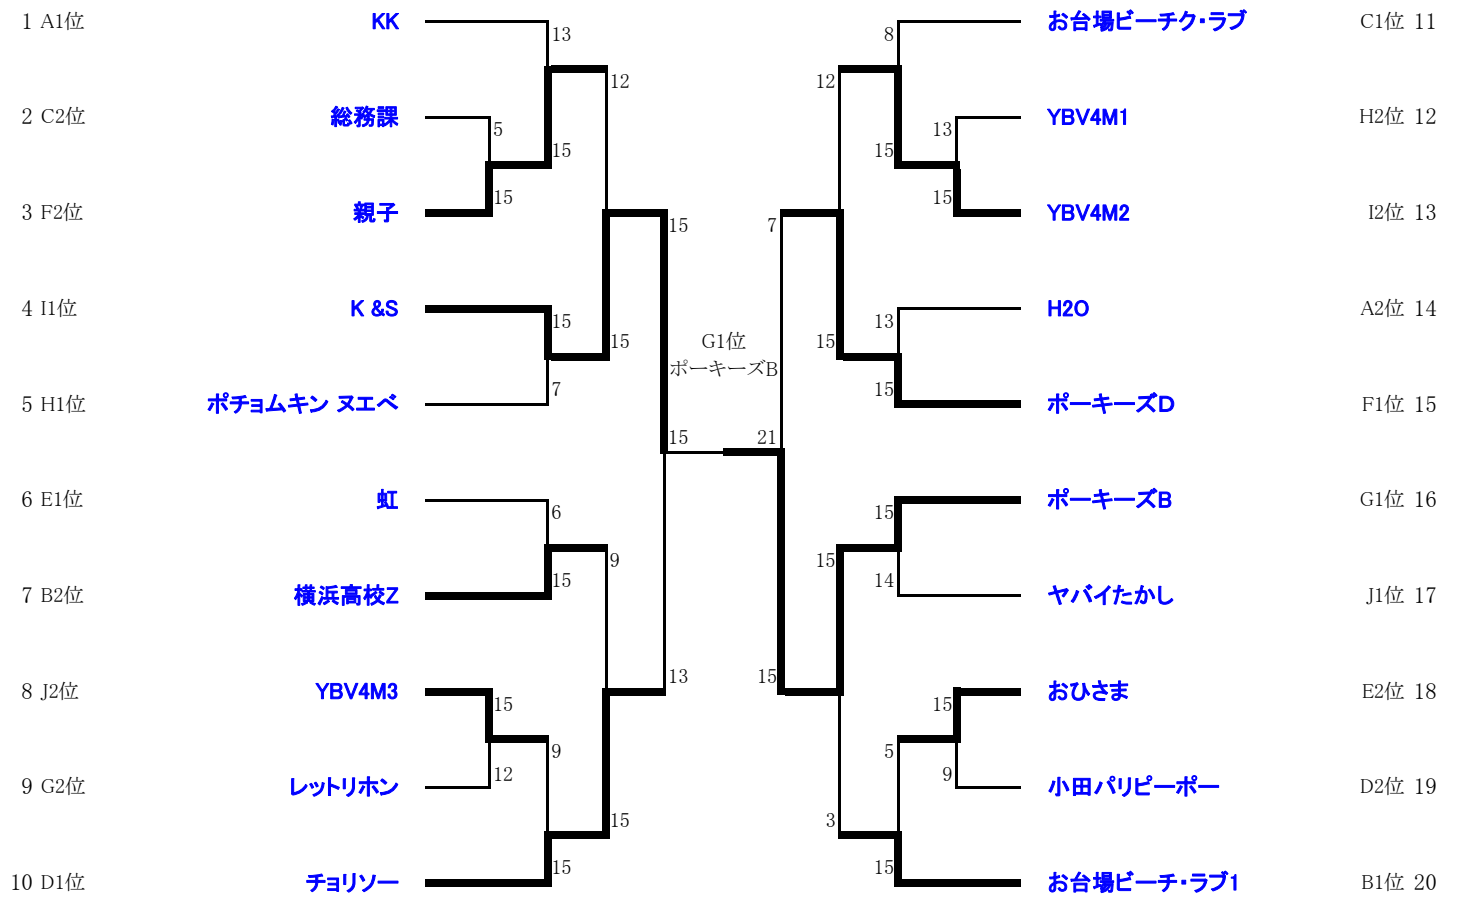 1 A1位 KK 13 8 お台場ビーチク・ラブ C1位 11
12 12
2 C2位 総務課 5 15 15 13 YBV4M1 H2位 12
3 F2位 親子 15 15 YBV4M2 I2位 13
15 7
4 I1位 K &S 15 13 H2O A2位 14
15 G1位 15
ポーキーズB
5 H1位 ポチョムキン ヌエベ 7 15 ポーキーズD F1位 15
15 21
6 E1位 虹 6 15 ポーキーズB G1位 16
9 15
7 B2位 横浜高校Z 15 14 ヤバイたかし J1位 17
13 15
8 J2位 YBV4M3 15 15 おひさま E2位 18
9 5
9 G2位 レットリホン 12 9 小田パリピーポー D2位 19
15 3
10 D1位 チョリソー 15 15 お台場ビーチ・ラブ1 B1位 20